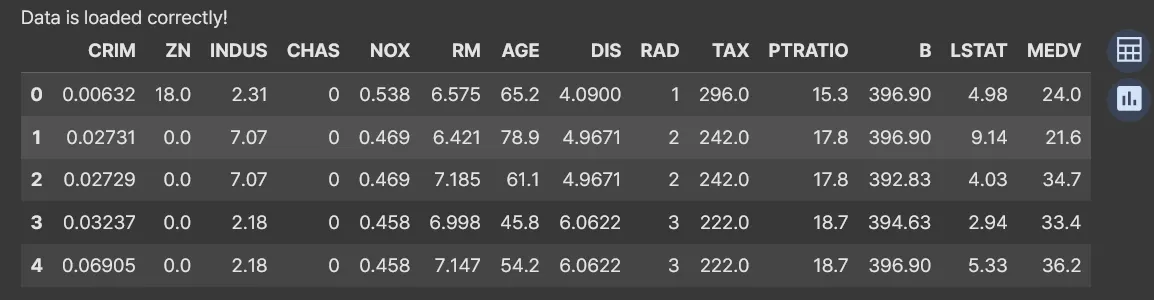 Data is loaded correctly!
CRIM ZN INDUS CHAS NOX RM AGE DIS RAD TAX PTRATIO B LSTAT MEDV
0 0.00632 18.0 2.31 0 0.538 6.575 65.2 4.0900 1 296.0 15.3 396.90 4.98 24.0
1 0.02731 0.0 7.07 0 0.469 6.421 78.9 4.9671 2 242.0 17.8 396.90 9.14 21.6
2 0.02729 0.0 7.07 0 0.469 7.185 61.1 4.9671 2 242.0 17.8 392.83 4.03 34.7
3 0.03237 0.0 2.18 0 0.458 6.998 45.8 6.0622 3 222.0 18.7 394.63 2.94 33.4
4 0.06905 0.0 2.18 0 0.458 7.147 54.2 6.0622 3 222.0 18.7 396.90 5.33 36.2